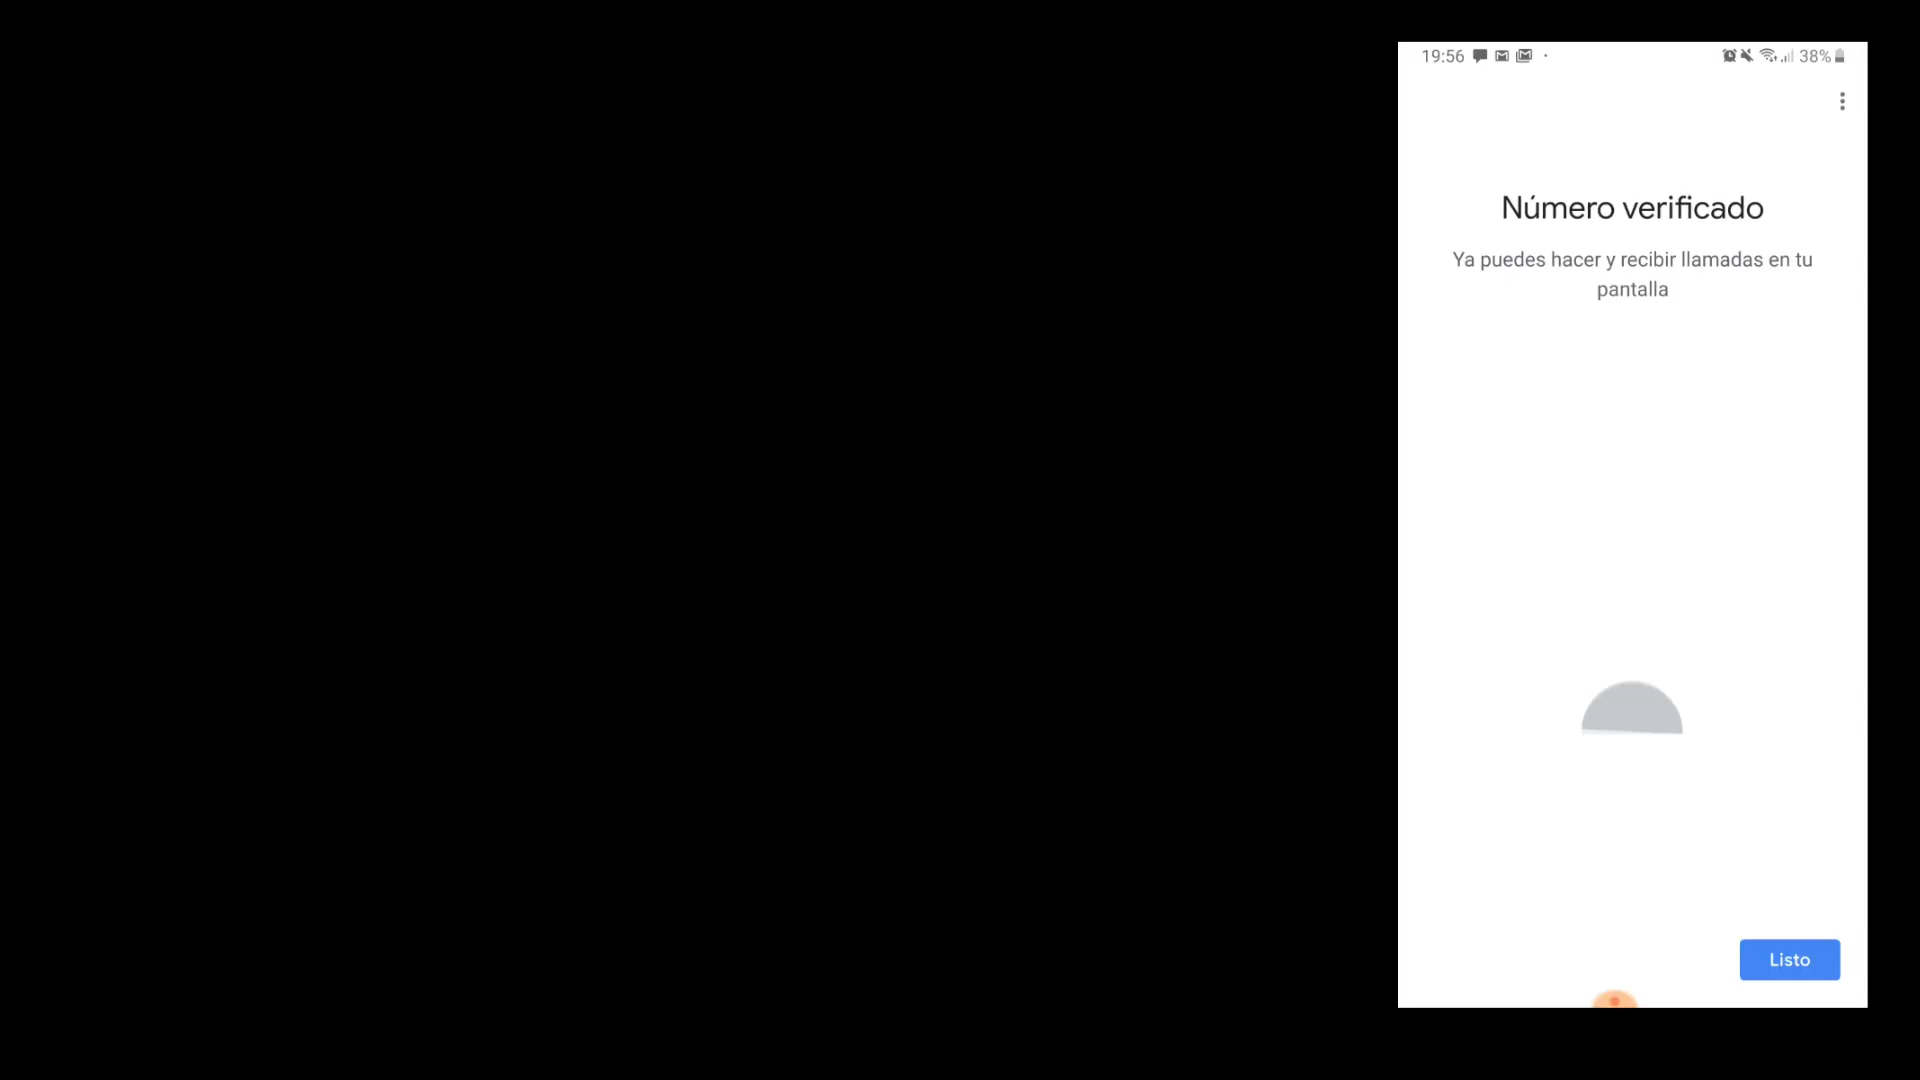 19:56
38%
Número verificado
Ya puedes hacer y recibir llamadas en tu
pantalla
Listo